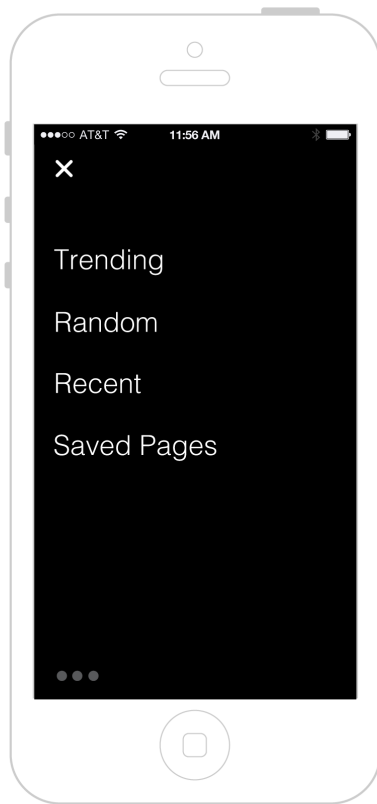 AT&T 11:56 AM
Trending
Random
Recent
Saved Pages